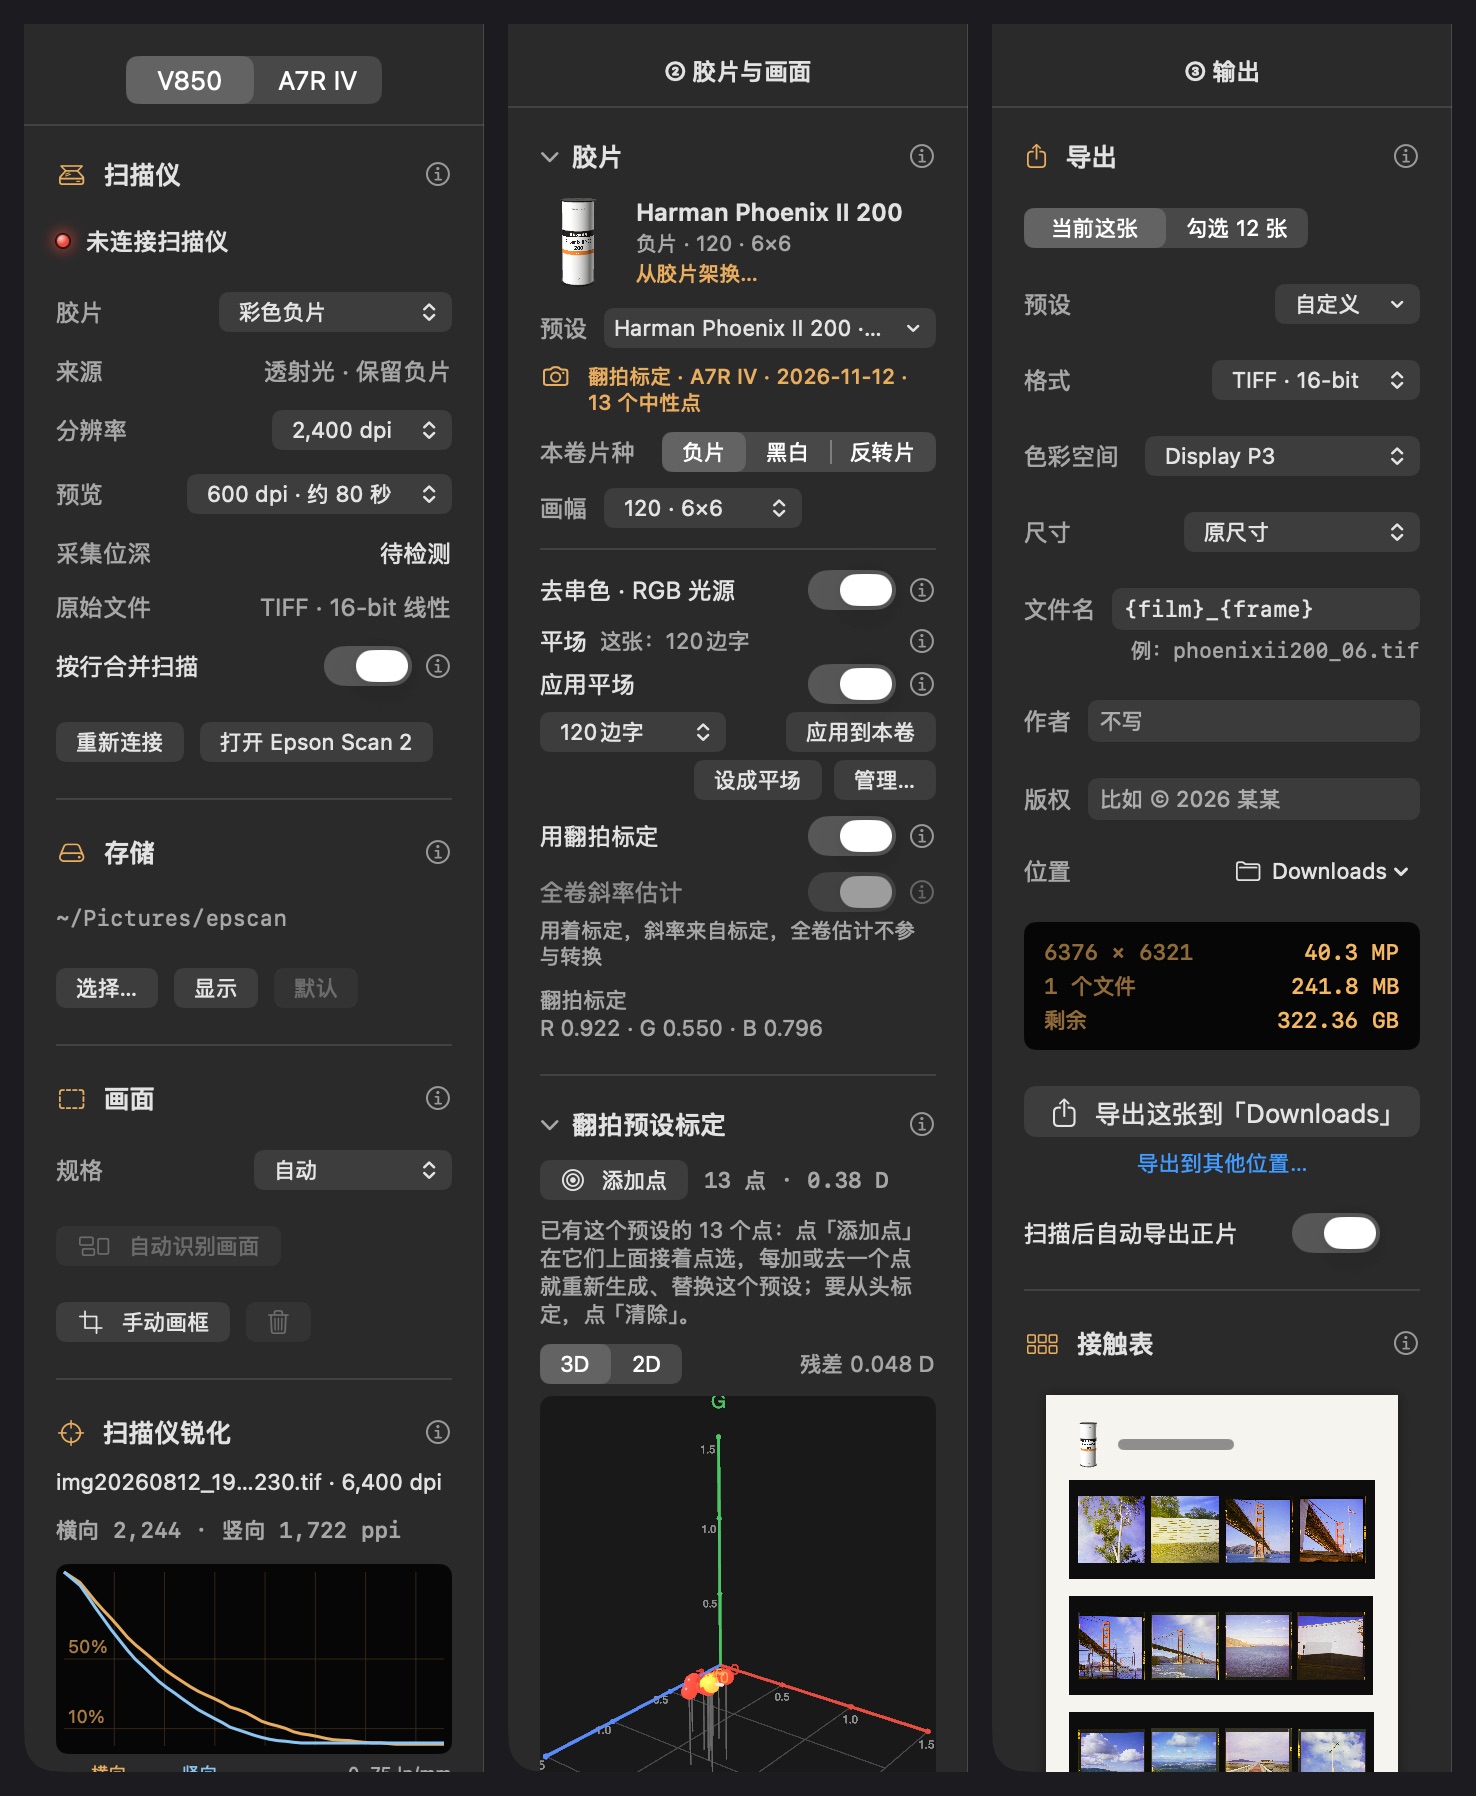 V850
A7R IV
扫描仪
未连接扫描仪
胶片
彩色负片
来源
透射光 · 保留负片
分辨率
2,400 dpi
预览
600 dpi · 约 80 秒
采集位深
待检测
原始文件
TIFF · 16-bit 线性
按行合并扫描
重新连接
打开 Epson Scan 2
存储
~/Pictures/epscan
选择...
显示
默认
画面
规格
自动
自动识别画面
手动画框
扫描仪锐化
img20260812_19...230.tif · 6,400 dpi
横向 2,244 · 竖向 1,722 ppi
50%
10%
② 胶片与画面
胶片
Harman Phoenix II 200
负片 · 120 · 6×6
从胶片架换...
预设
Harman Phoenix II 200 ·...
翻拍标定 · A7R IV · 2026-11-12 ·
13 个中性点
本卷片种
负片
黑白
反转片
画幅
120 · 6×6
去串色 · RGB 光源
平场 这张：120边字
应用平场
120边字
应用到本卷
设成平场
管理...
用翻拍标定
全卷斜率估计
用着标定，斜率来自标定，全卷估计不参
与转换
翻拍标定
R 0.922 · G 0.550 · B 0.796
翻拍预设标定
添加点
13 点 · 0.38 D
已有这个预设的 13 个点：点「添加点」
在它们上面接着点选，每加或去一个点
就重新生成、替换这个预设；要从头标
定，点「清除」。
3D
2D
残差 0.048 D
G
1.5
1.0
0.5
0.5
1.0
1.5
③ 输出
导出
当前这张
勾选 12 张
预设
自定义
格式
TIFF · 16-bit
色彩空间
Display P3
尺寸
原尺寸
文件名
{film}_{frame}
例：phoenixii200_06.tif
作者
不写
版权
比如 © 2026 某某
位置
Downloads
6376 × 6321
40.3 MP
1 个文件
241.8 MB
剩余
322.36 GB
导出这张到「Downloads」
导出到其他位置...
扫描后自动导出正片
接触表